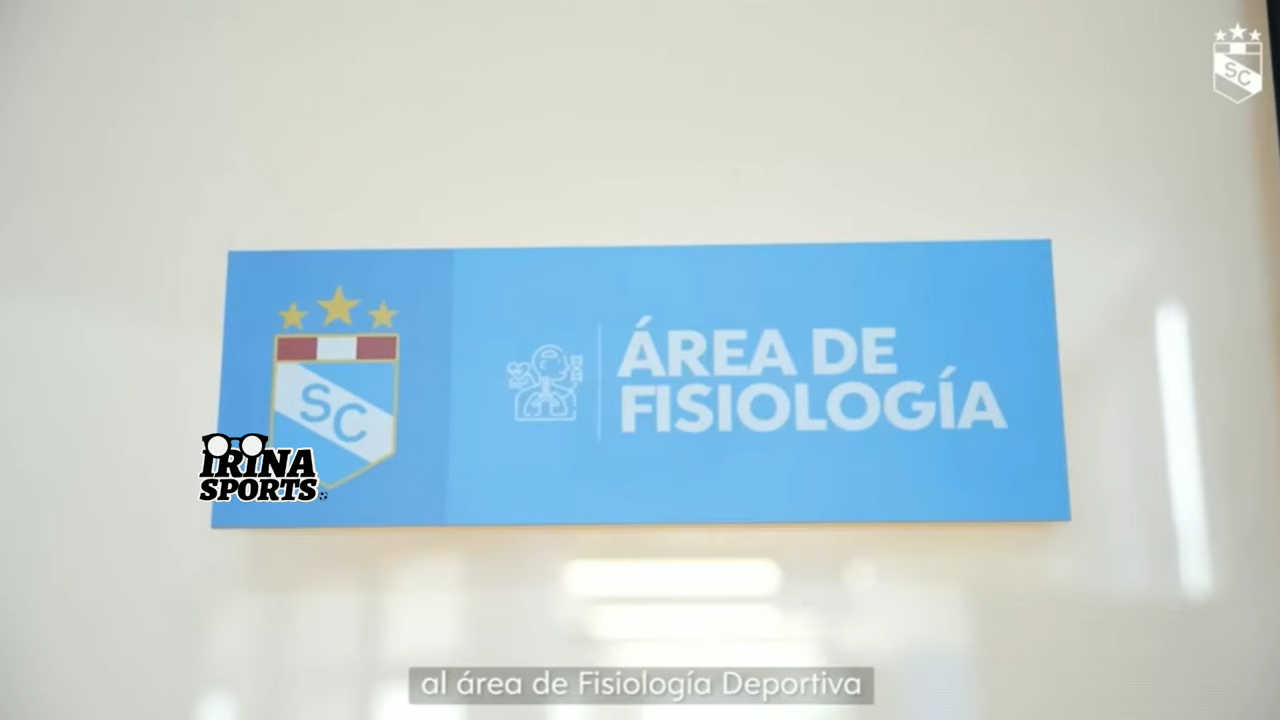 SC
ÁREA DE
FISIOLOGÍA
SC
IRINA
SPORTS
al área de Fisiología Deportiva